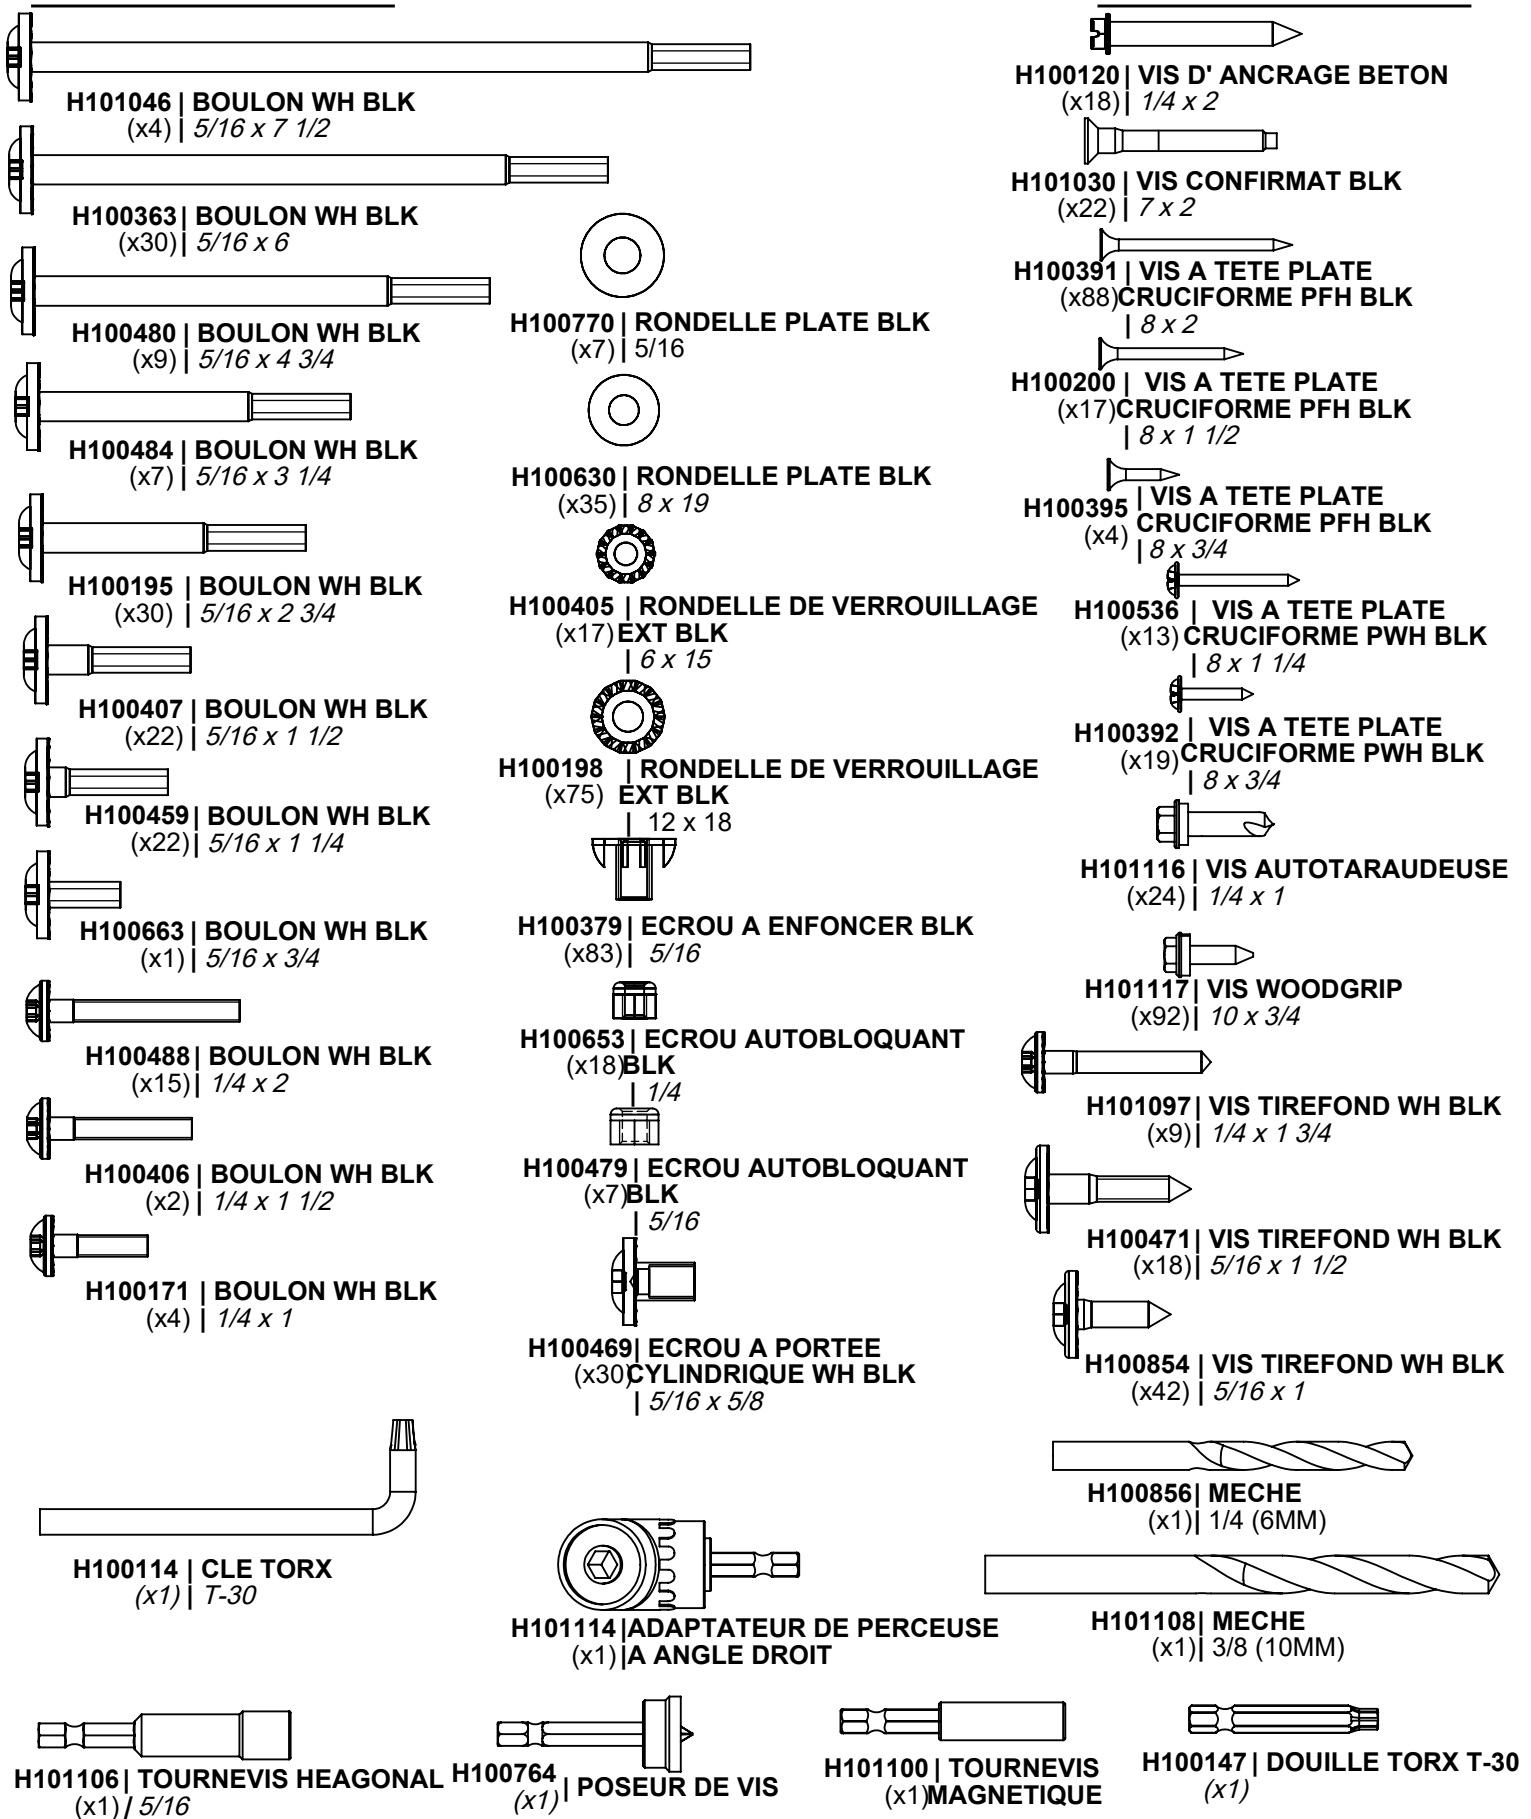 H101046 | BOULON WH BLK
(x4) | 5/16 x 7 1/2
H100363 | BOULON WH BLK
(x30) | 5/16 x 6
H100480 | BOULON WH BLK
(x9) | 5/16 x 4 3/4
H100484 | BOULON WH BLK
(x7) | 5/16 x 3 1/4
H100195 | BOULON WH BLK
(x30) | 5/16 x 2 3/4
H100407 | BOULON WH BLK
(x22) | 5/16 x 1 1/2
H100459 | BOULON WH BLK
(x22) | 5/16 x 1 1/4
H100663 | BOULON WH BLK
(x1) | 5/16 x 3/4
H100488 | BOULON WH BLK
(x15) | 1/4 x 2
H100406 | BOULON WH BLK
(x2) | 1/4 x 1 1/2
H100171 | BOULON WH BLK
(x4) | 1/4 x 1
H100770 | RONDELLE PLATE BLK
(x7) | 5/16
H100630 | RONDELLE PLATE BLK
(x35) | 8 x 19
H100405 | RONDELLE DE VERROUILLAGE
(x17) EXT BLK
| 6 x 15
H100198 | RONDELLE DE VERROUILLAGE
(x75) EXT BLK
| 12 x 18
H100379 | ECROU A ENFONCER BLK
(x83) | 5/16
H100653 | ECROU AUTOBLOQUANT
(x18) BLK
| 1/4
H100479 | ECROU AUTOBLOQUANT
(x7) BLK
| 5/16
H100469 | ECROU A PORTEE
(x30) CYLINDRIQUE WH BLK
| 5/16 x 5/8
H100120 | VIS D' ANCRAGE BETON
(x18) | 1/4 x 2
H101030 | VIS CONFIRMAT BLK
(x22) | 7 x 2
H100391 | VIS A TETE PLATE
(x88) CRUCIFORME PFH BLK
| 8 x 2
H100200 | VIS A TETE PLATE
(x17) CRUCIFORME PFH BLK
| 8 x 1 1/2
H100395 | VIS A TETE PLATE
(x4) CRUCIFORME PFH BLK
| 8 x 3/4
H100536 | VIS A TETE PLATE
(x13) CRUCIFORME PWH BLK
| 8 x 1 1/4
H100392 | VIS A TETE PLATE
(x19) CRUCIFORME PWH BLK
| 8 x 3/4
H101116 | VIS AUTOTARAUDEUSE
(x24) | 1/4 x 1
H101117 | VIS WOODGRIP
(x92) | 10 x 3/4
H101097 | VIS TIREFOND WH BLK
(x9) | 1/4 x 1 3/4
H100471 | VIS TIREFOND WH BLK
(x18) | 5/16 x 1 1/2
H100854 | VIS TIREFOND WH BLK
(x42) | 5/16 x 1
H100114 | CLE TORX
(x1) | T-30
H101114 | ADAPTATEUR DE PERCEUSE
(x1) | A ANGLE DROIT
H100856 | MECHE
(x1) | 1/4 (6MM)
H101108 | MECHE
(x1) | 3/8 (10MM)
H101106 | TOURNEVIS HEAGONAL
(x1) | 5/16
H100764 | POSEUR DE VIS
(x1)
H101100 | TOURNEVIS
(x1) MAGNETIQUE
H100147 | DOUILLE TORX T-30
(x1)